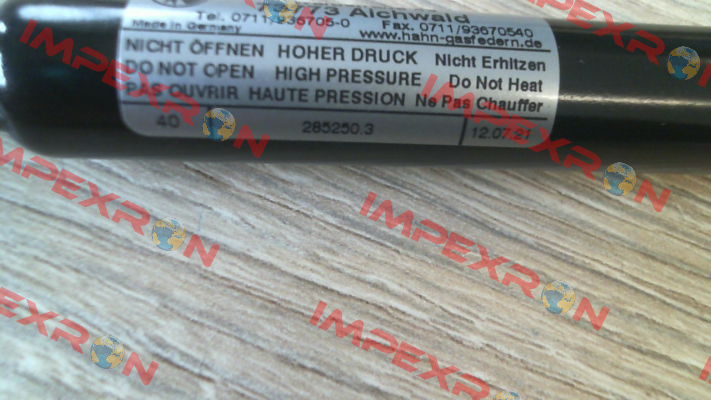 73773 Aichwald
Made in Germany Tel. 0711/936705-0 Fax. 0711/93670540
www.hahn-gasfedern.de
NICHT ÖFFNEN HOHER DRUCK Nicht Erhitzen
DO NOT OPEN HIGH PRESSURE Do Not Heat
PAS OUVRIR HAUTE PRESSION Ne Pas Chauffer
40 285250.3 12.07.21
IMPEXRON
IMPEXRON
IMPEXRON
IMPEXRON
IMPEXRON
IMPEXRON
IMPEXRON